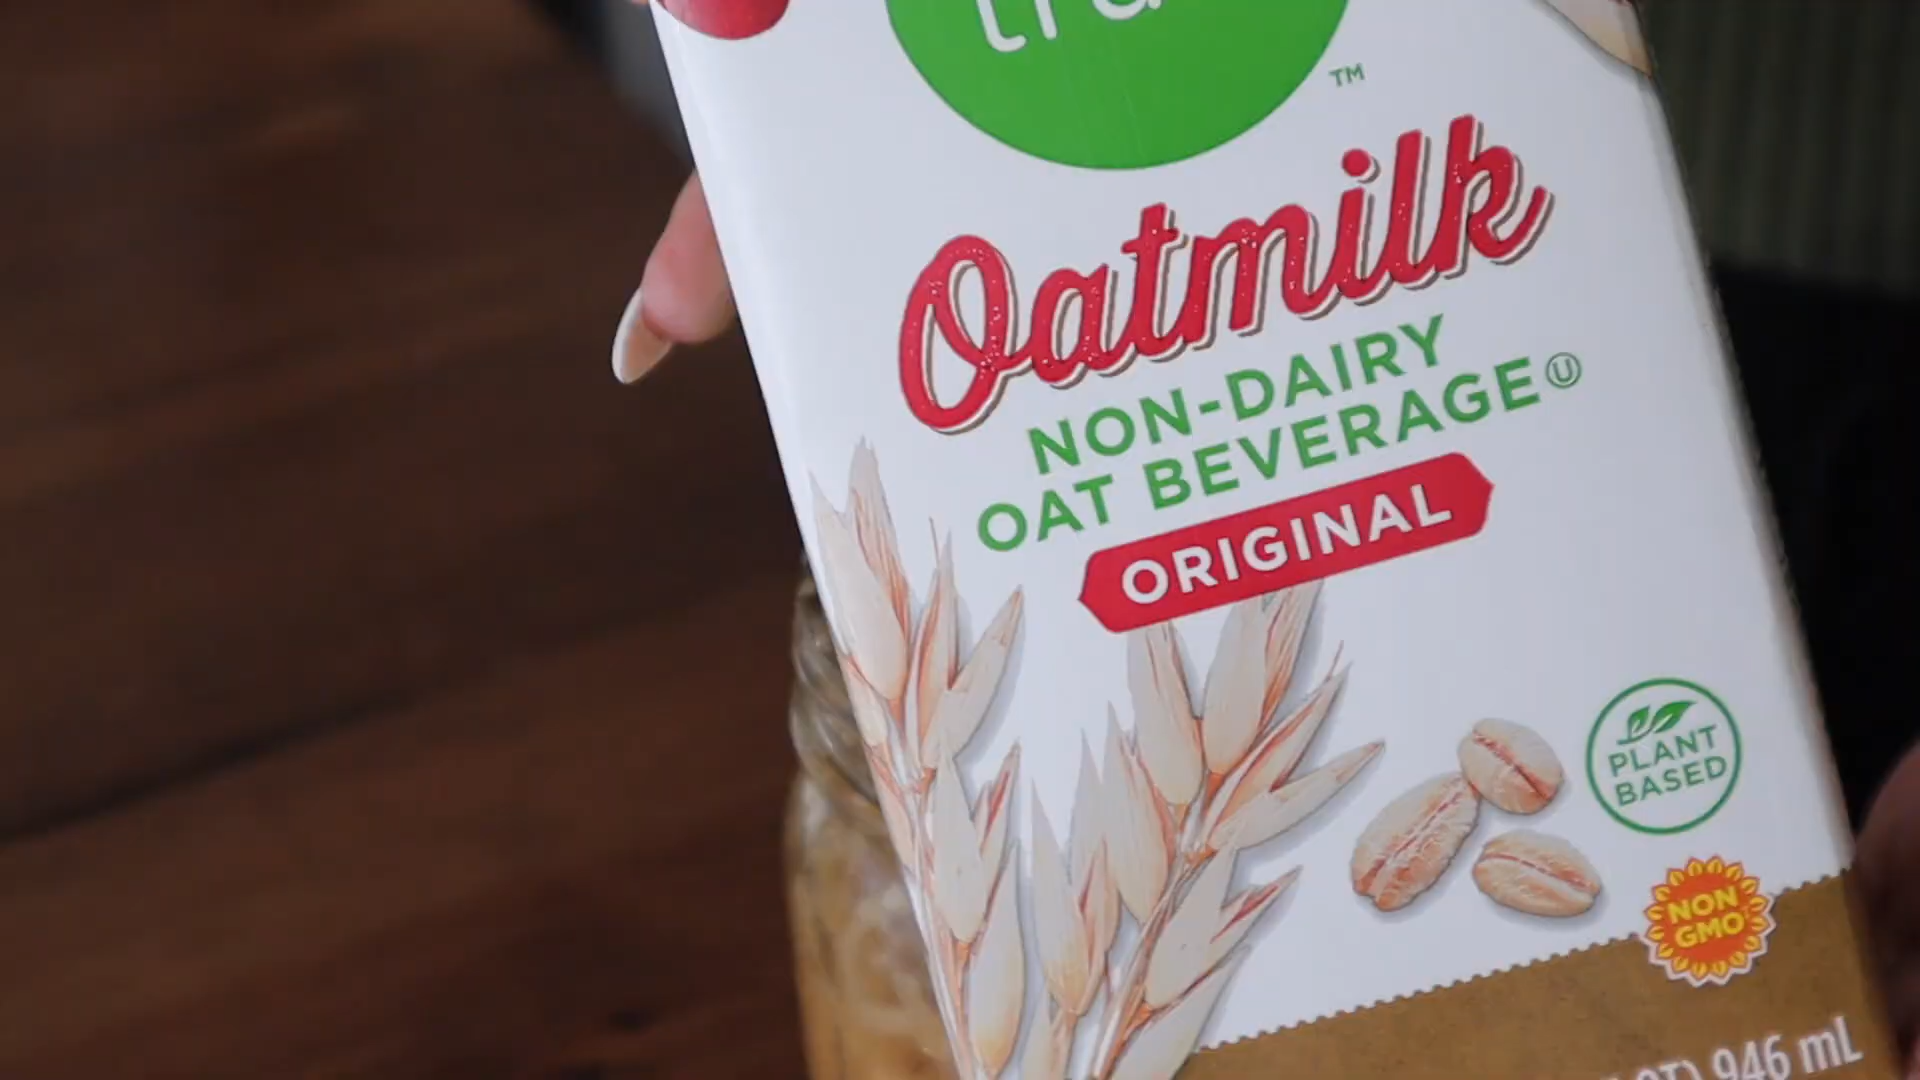 TM
Oatmilk
NON-DAIRY
OAT BEVERAGE Ⓤ
ORIGINAL
PLANT
BASED
NON
GMO
946 mL